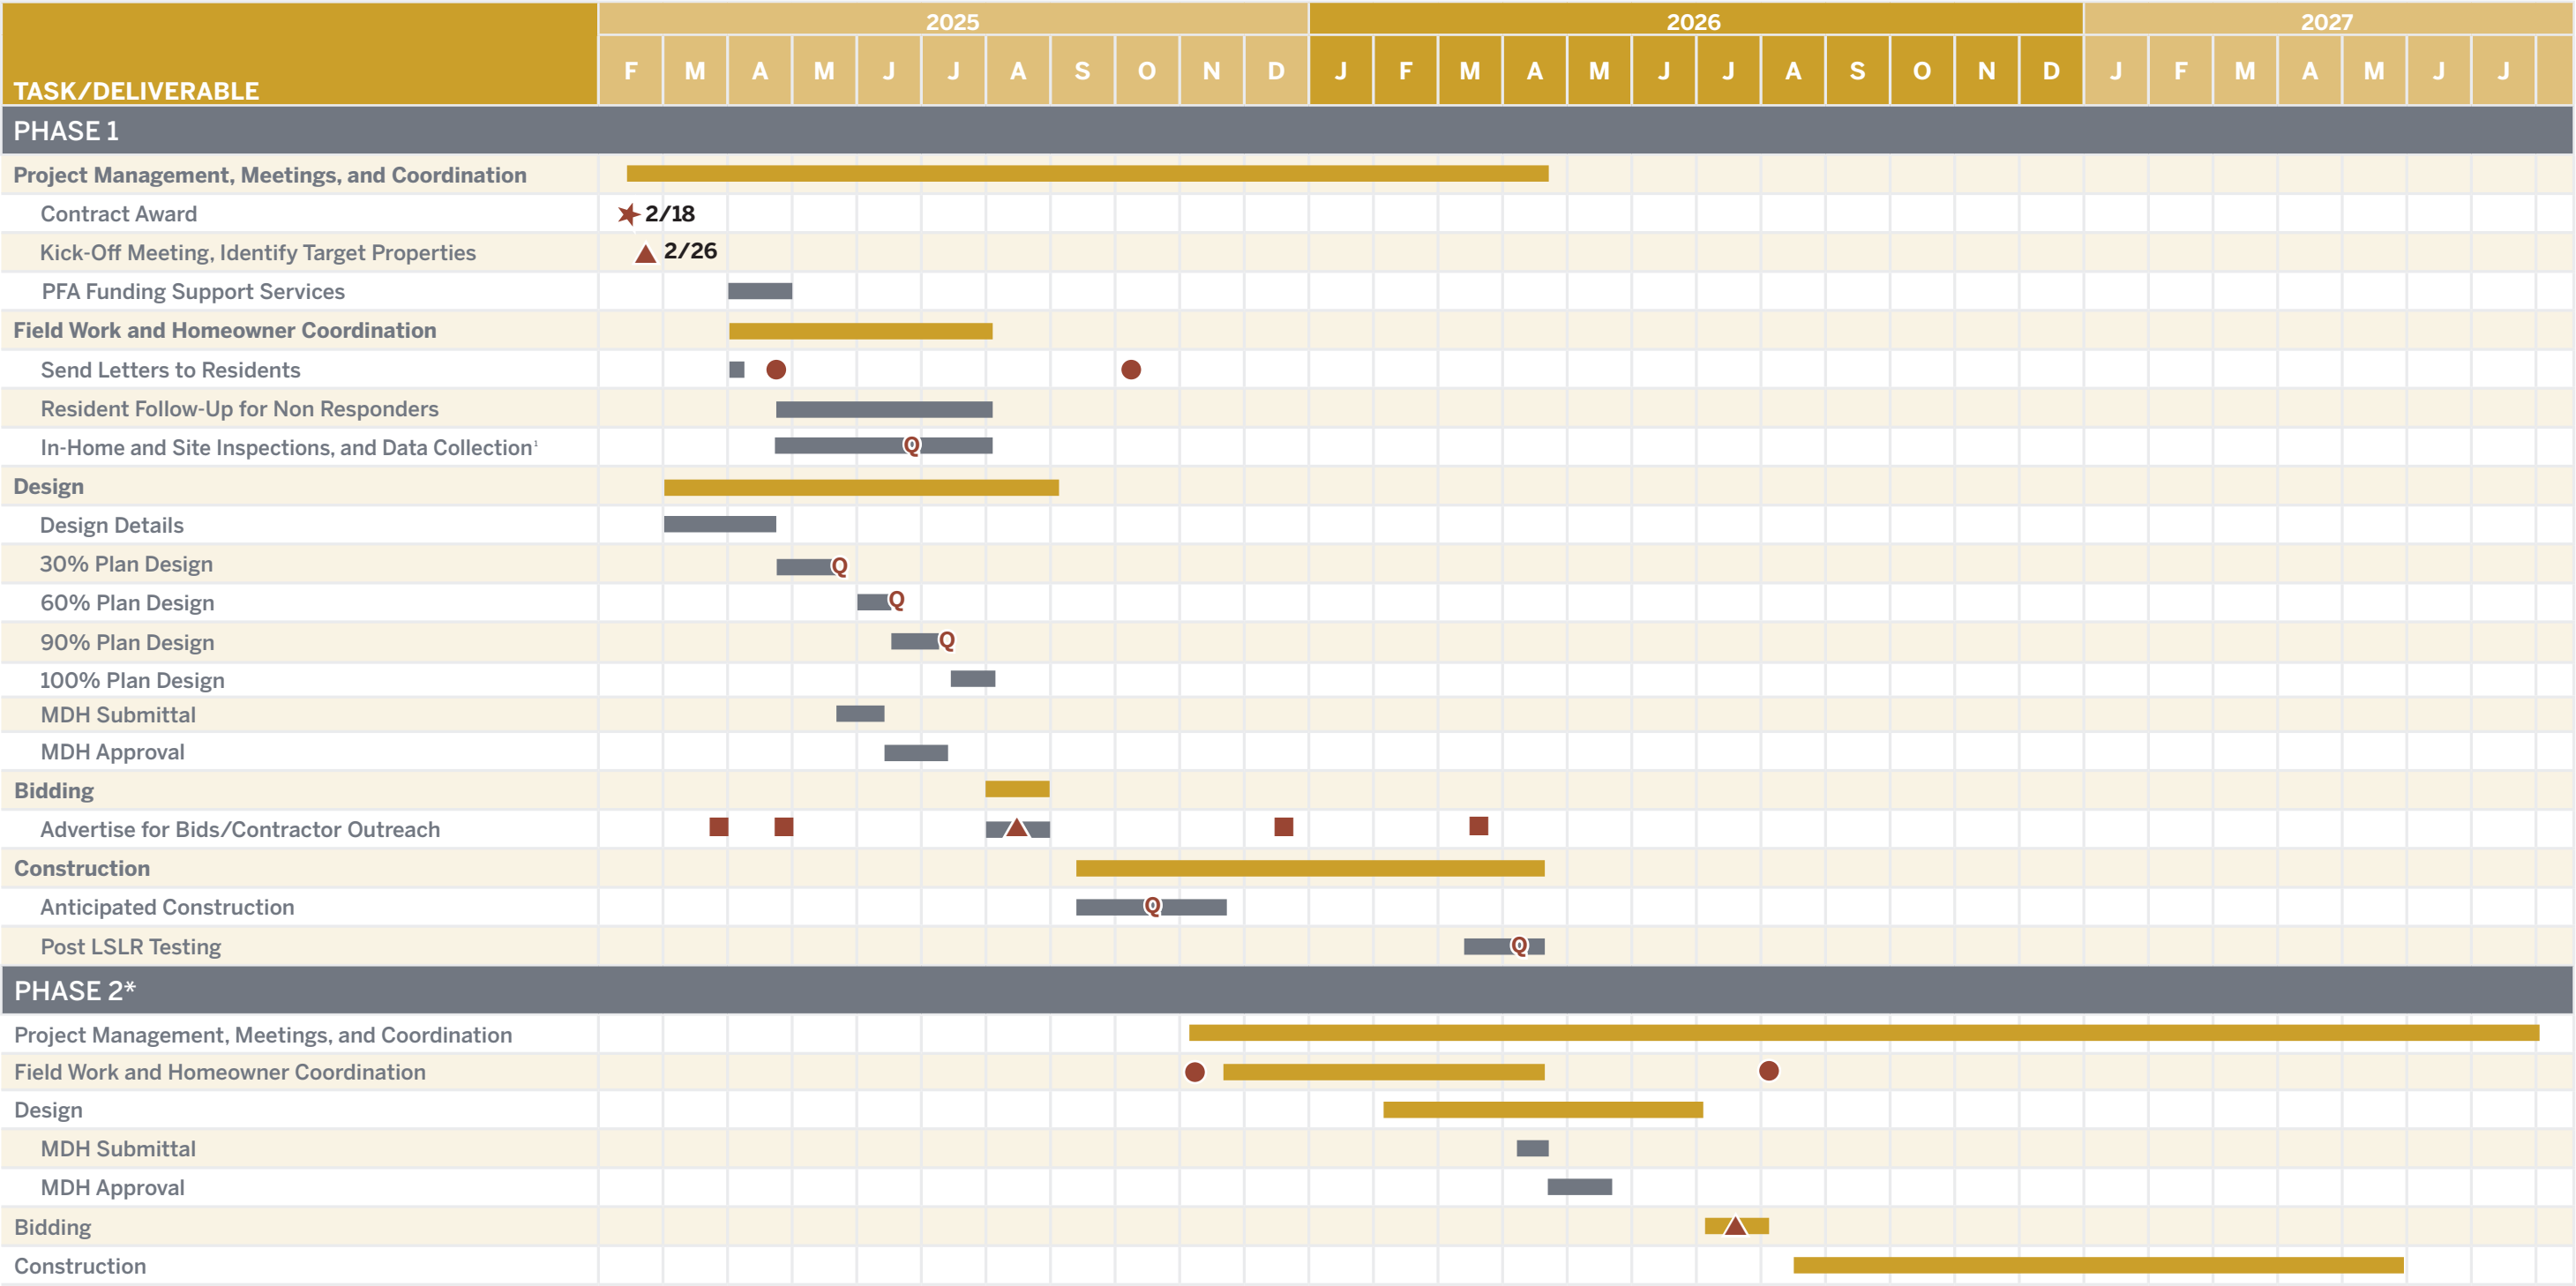 2025 2026 2027
TASK/DELIVERABLE F M A M J J A S O N D J F M A M J J A S O N D J F M A M J J
PHASE 1
Project Management, Meetings, and Coordination
Contract Award 2/18
Kick-Off Meeting, Identify Target Properties 2/26
PFA Funding Support Services
Field Work and Homeowner Coordination
Send Letters to Residents
Resident Follow-Up for Non Responders
In-Home and Site Inspections, and Data Collection¹ Q
Design
Design Details
30% Plan Design Q
60% Plan Design Q
90% Plan Design Q
100% Plan Design
MDH Submittal
MDH Approval
Bidding
Advertise for Bids/Contractor Outreach
Construction
Anticipated Construction Q
Post LSLR Testing Q
PHASE 2*
Project Management, Meetings, and Coordination
Field Work and Homeowner Coordination
Design
MDH Submittal
MDH Approval
Bidding
Construction